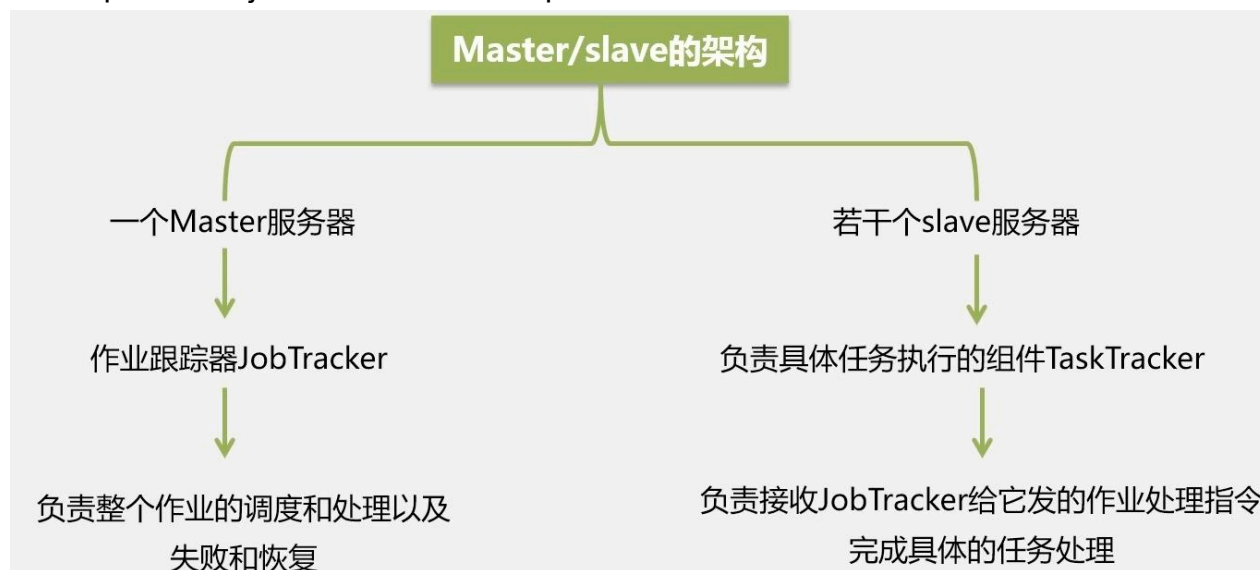 Master/slave的架构
一个Master服务器
若干个slave服务器
作业跟踪器JobTracker
负责具体任务执行的组件TaskTracker
负责整个作业的调度和处理以及
失败和恢复
负责接收JobTracker给它发的作业处理指令
完成具体的任务处理